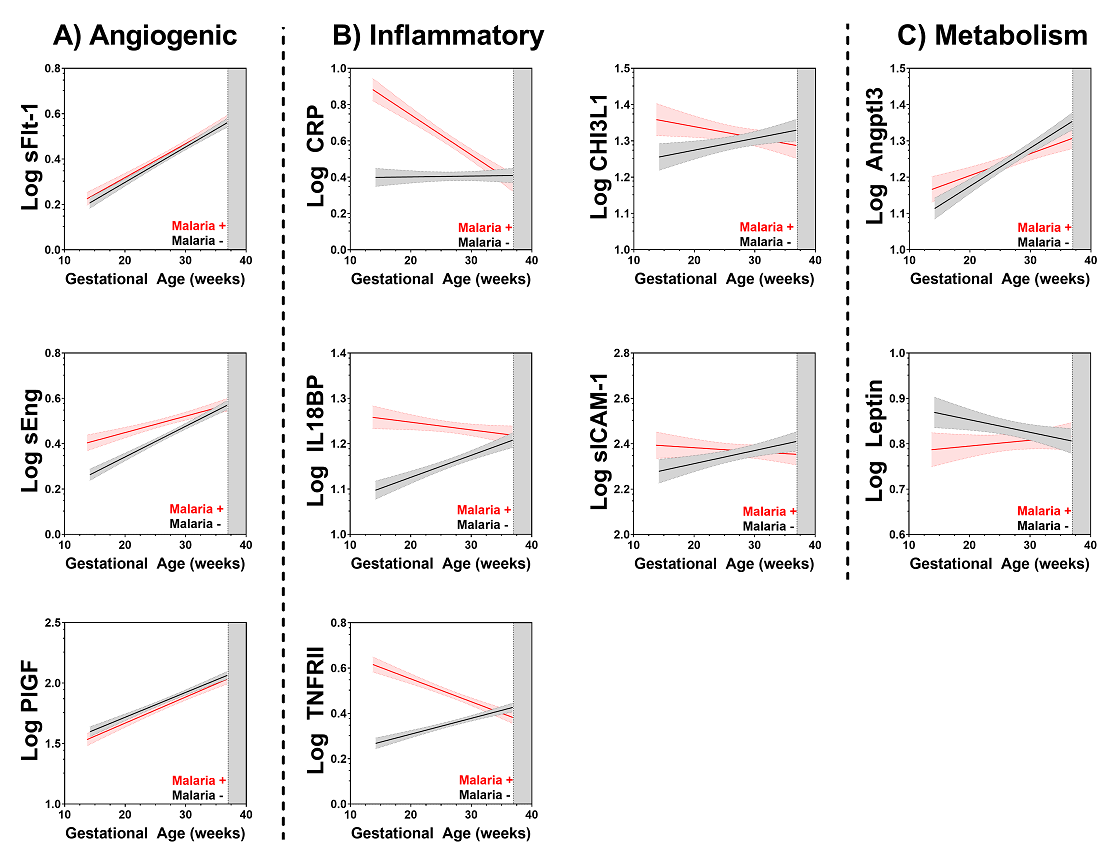 A) Angiogenic
B) Inflammatory
C) Metabolism
Log sFlt-1
0.8
0.6
0.4
0.2
0.0
Malaria +
Malaria -
10 20 30 40
Gestational Age (weeks)
Log CRP
1.0
0.8
0.6
0.4
0.2
0.0
Malaria +
Malaria -
10 20 30 40
Gestational Age (weeks)
Log CHI3L1
1.5
1.4
1.3
1.2
1.1
1.0
Malaria +
Malaria -
10 20 30 40
Gestational Age (weeks)
Log Angptl3
1.5
1.4
1.3
1.2
1.1
1.0
Malaria +
Malaria -
10 20 30 40
Gestational Age (weeks)
Log sEng
0.8
0.6
0.4
0.2
0.0
Malaria +
Malaria -
10 20 30 40
Gestational Age (weeks)
Log IL18BP
1.4
1.3
1.2
1.1
1.0
Malaria +
Malaria -
10 20 30 40
Gestational Age (weeks)
Log sICAM-1
2.8
2.6
2.4
2.2
2.0
Malaria +
Malaria -
10 20 30 40
Gestational Age (weeks)
Log Leptin
1.0
0.9
0.8
0.7
0.6
Malaria +
Malaria -
10 20 30 40
Gestational Age (weeks)
Log PlGF
2.5
2.0
1.5
1.0
Malaria +
Malaria -
10 20 30 40
Gestational Age (weeks)
Log TNFRII
0.8
0.6
0.4
0.2
0.0
Malaria +
Malaria -
10 20 30 40
Gestational Age (weeks)